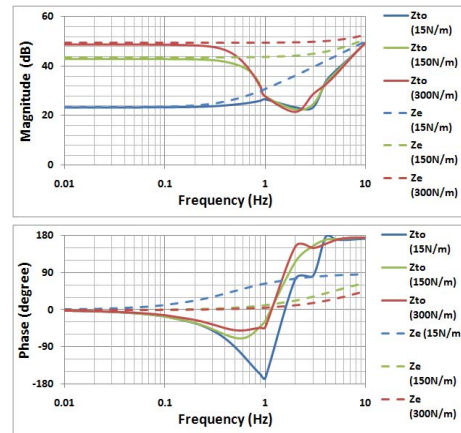 60
40
20
0
0.01
0.1
1
10
Magnitude (dB)
Frequency (Hz)
Zto
(15N/m)
Zto
(150N/m)
Zto
(300N/m)
Ze
(15N/m)
Ze
(150N/m)
Ze
(300N/m)
180
90
0
-90
-180
0.01
0.1
1
10
Phase (degree)
Frequency (Hz)
Zto
(15N/m)
Zto
(150N/m)
Zto
(300N/m)
Ze (15N/m
Ze
(150N/m)
Ze
(300N/m)